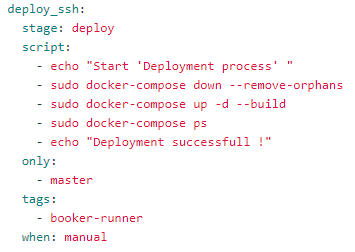 deploy_ssh:
  stage: deploy
  script:
    - echo "Start 'Deployment process' "
    - sudo docker-compose down --remove-orphans
    - sudo docker-compose up -d --build
    - sudo docker-compose ps
    - echo "Deployment successfull !"
  only:
    - master
  tags:
    - booker-runner
  when: manual